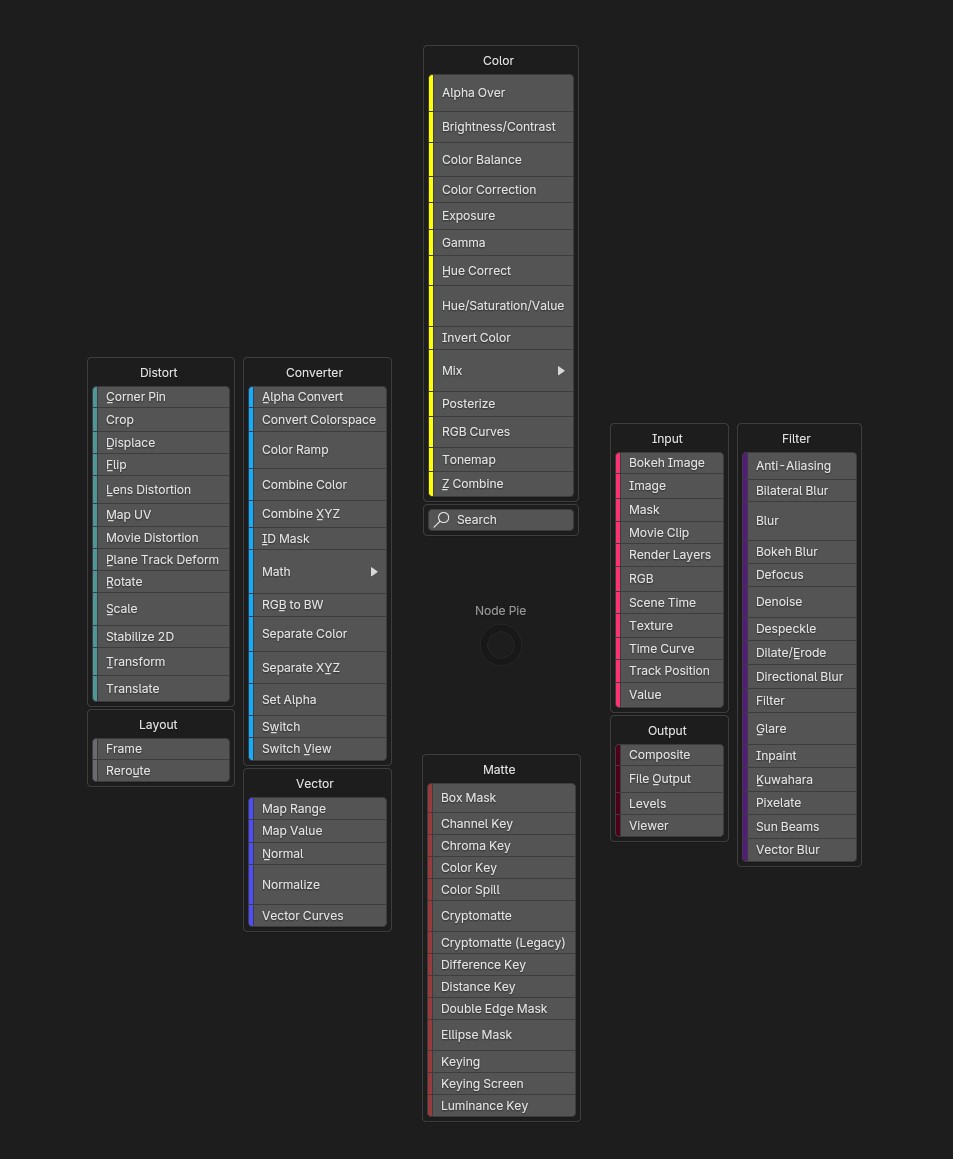 Color
Alpha Over
Brightness/Contrast
Color Balance
Color Correction
Exposure
Gamma
Hue Correct
Hue/Saturation/Value
Invert Color
Mix
Posterize
RGB Curves
Tonemap
Z Combine
Search
Distort
Corner Pin
Crop
Displace
Flip
Lens Distortion
Map UV
Movie Distortion
Plane Track Deform
Rotate
Scale
Stabilize 2D
Transform
Translate
Layout
Frame
Reroute
Converter
Alpha Convert
Convert Colorspace
Color Ramp
Combine Color
Combine XYZ
ID Mask
Math
RGB to BW
Separate Color
Separate XYZ
Set Alpha
Switch
Switch View
Vector
Map Range
Map Value
Normal
Normalize
Vector Curves
Node Pie
Matte
Box Mask
Channel Key
Chroma Key
Color Key
Color Spill
Cryptomatte
Cryptomatte (Legacy)
Difference Key
Distance Key
Double Edge Mask
Ellipse Mask
Keying
Keying Screen
Luminance Key
Input
Bokeh Image
Image
Mask
Movie Clip
Render Layers
RGB
Scene Time
Texture
Time Curve
Track Position
Value
Output
Composite
File Output
Levels
Viewer
Filter
Anti-Aliasing
Bilateral Blur
Blur
Bokeh Blur
Defocus
Denoise
Despeckle
Dilate/Erode
Directional Blur
Filter
Glare
Inpaint
Kuwahara
Pixelate
Sun Beams
Vector Blur